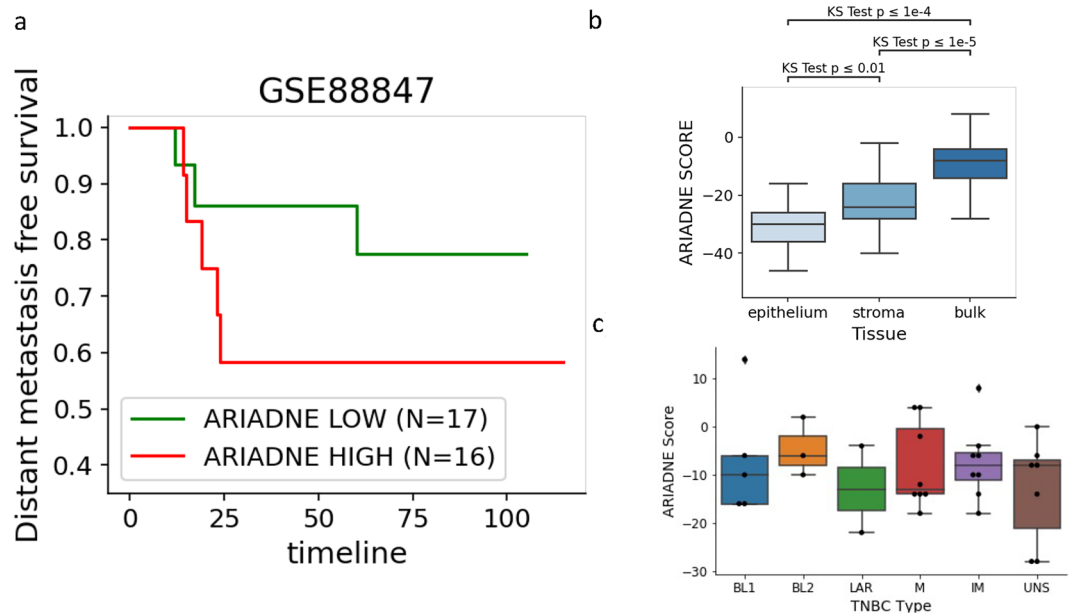 a
GSE88847
Distant metastasis free survival
1.0
0.9
0.8
0.7
0.6
0.5
0.4
ARIADNE LOW (N=17)
ARIADNE HIGH (N=16)
0
25
50
75
100
timeline
b
KS Test p ≤ 1e-4
KS Test p ≤ 1e-5
KS Test p ≤ 0.01
ARIADNE SCORE
0
−20
−40
epithelium
stroma
bulk
Tissue
c
ARIADNE Score
10
0
−10
−20
−30
BL1
BL2
LAR
M
IM
UNS
TNBC Type